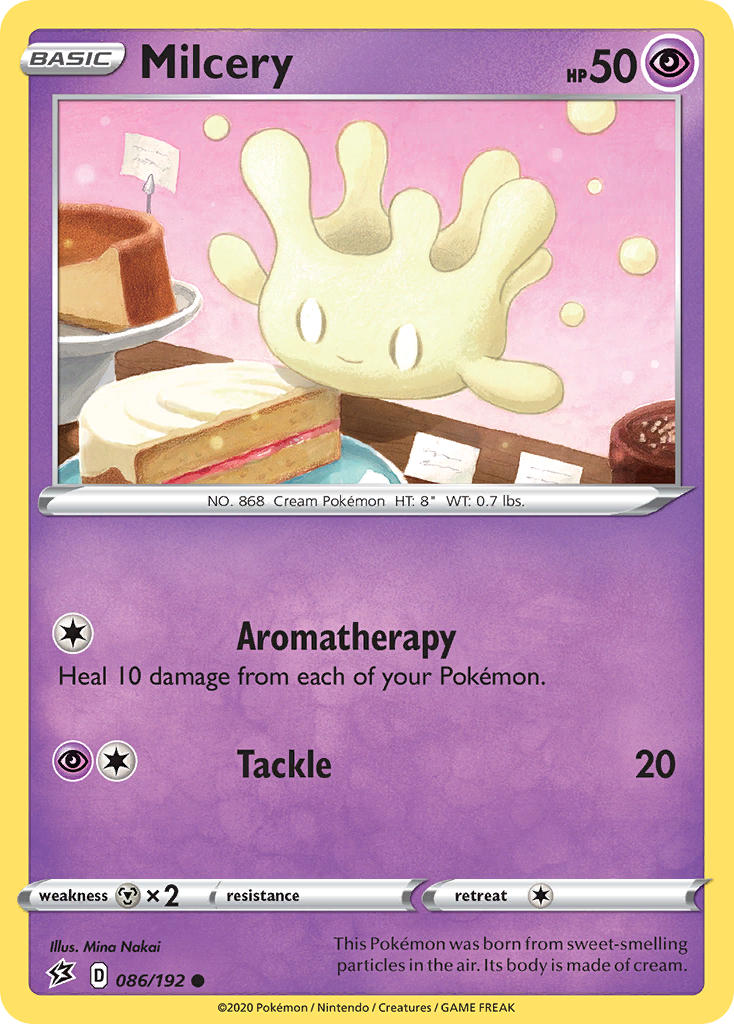 BASIC
Milcery
HP 50
NO. 868 Cream Pokémon HT: 8" WT: 0.7 lbs.
Aromatherapy
Heal 10 damage from each of your Pokémon.
Tackle 20
weakness ×2 resistance retreat
Illus. Mina Nakai
This Pokémon was born from sweet-smelling
particles in the air. Its body is made of cream.
D 086/192
©2020 Pokémon / Nintendo / Creatures / GAME FREAK